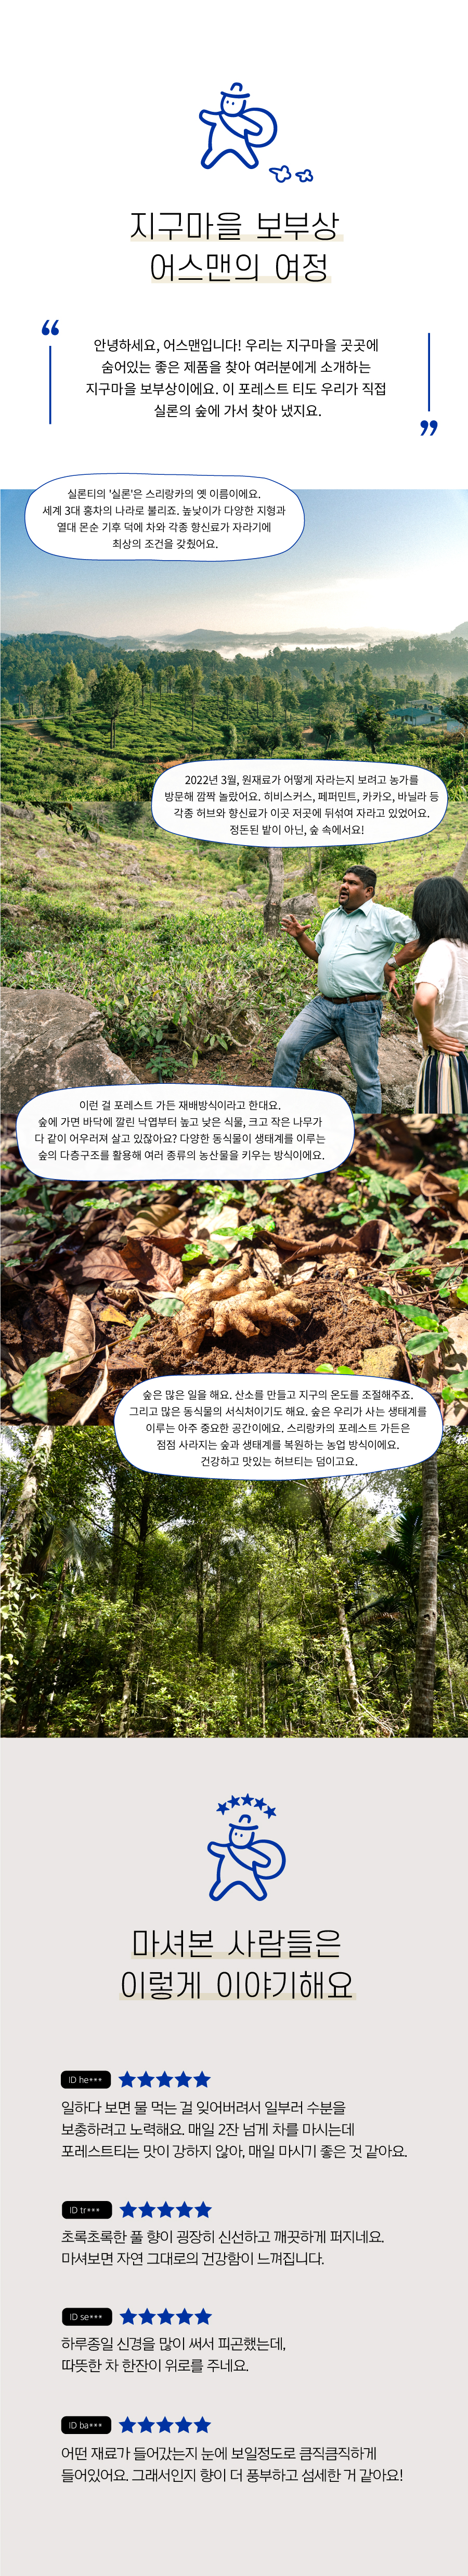 지구마을 보부상
어스맨의 여정
“
안녕하세요, 어스맨입니다! 우리는 지구마을 곳곳에
숨어있는 좋은 제품을 찾아 여러분에게 소개하는
지구마을 보부상이에요. 이 포레스트 티도 우리가 직접
실론의 숲에 가서 찾아 냈지요.
”
실론티의 '실론'은 스리랑카의 옛 이름이에요.
세계 3대 홍차의 나라로 불리죠. 높낮이가 다양한 지형과
열대 몬순 기후 덕에 차와 각종 향신료가 자라기에
최상의 조건을 갖췄어요.
2022년 3월, 원재료가 어떻게 자라는지 보려고 농가를
방문해 깜짝 놀랐어요. 히비스커스, 페퍼민트, 카카오, 바닐라 등
각종 허브와 향신료가 이곳 저곳에 뒤섞여 자라고 있었어요.
정돈된 밭이 아닌, 숲 속에서요!
이런 걸 포레스트 가든 재배방식이라고 한대요.
숲에 가면 바닥에 깔린 낙엽부터 높고 낮은 식물, 크고 작은 나무가
다 같이 어우러져 살고 있잖아요? 다양한 동식물이 생태계를 이루는
숲의 다층구조를 활용해 여러 종류의 농산물을 키우는 방식이에요.
숲은 많은 일을 해요. 산소를 만들고 지구의 온도를 조절해주죠.
그리고 많은 동식물의 서식처이기도 해요. 숲은 우리가 사는 생태계를
이루는 아주 중요한 공간이에요. 스리랑카의 포레스트 가든은
점점 사라지는 숲과 생태계를 복원하는 농업 방식이에요.
건강하고 맛있는 허브티는 덤이고요.
마셔본 사람들은
이렇게 이야기해요
ID he*** ★★★★★
일하다 보면 물 먹는 걸 잊어버려서 일부러 수분을
보충하려고 노력해요. 매일 2잔 넘게 차를 마시는데
포레스트티는 맛이 강하지 않아, 매일 마시기 좋은 것 같아요.
ID tr*** ★★★★★
초록초록한 풀 향이 굉장히 신선하고 깨끗하게 퍼지네요.
마셔보면 자연 그대로의 건강함이 느껴집니다.
ID se*** ★★★★★
하루종일 신경을 많이 써서 피곤했는데,
따뜻한 차 한잔이 위로를 주네요.
ID ba*** ★★★★★
어떤 재료가 들어갔는지 눈에 보일정도로 큼직큼직하게
들어있어요. 그래서인지 향이 더 풍부하고 섬세한 거 같아요!